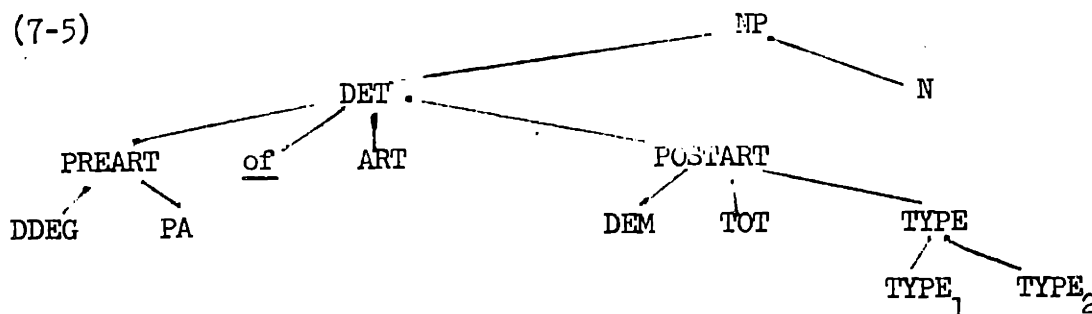 (7-5)
NP
DET N
PREART of ART POSTART
DDEG PA DEM TOT TYPE
TYPE1 TYPE2